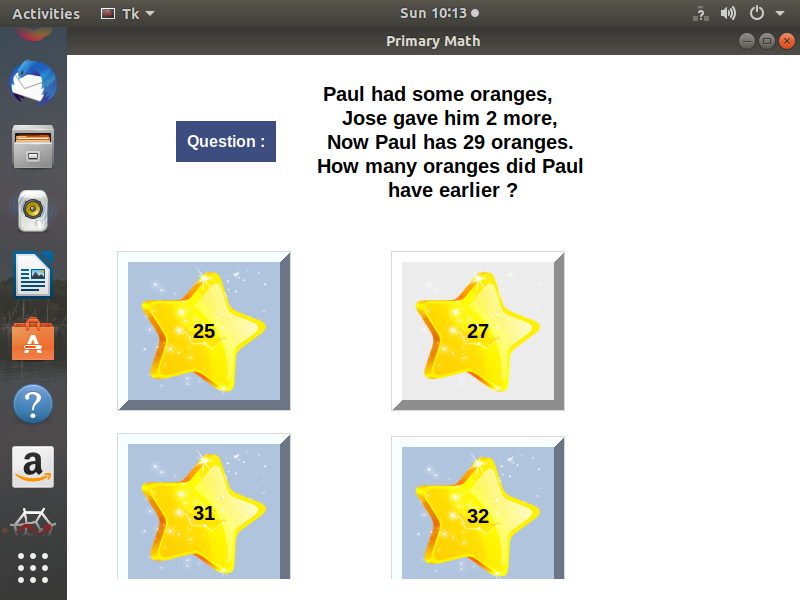 Activities
Tk
Sun 10:13
Primary Math
Question :
Paul had some oranges,
Jose gave him 2 more,
Now Paul has 29 oranges.
How many oranges did Paul
have earlier ?
25
27
31
32